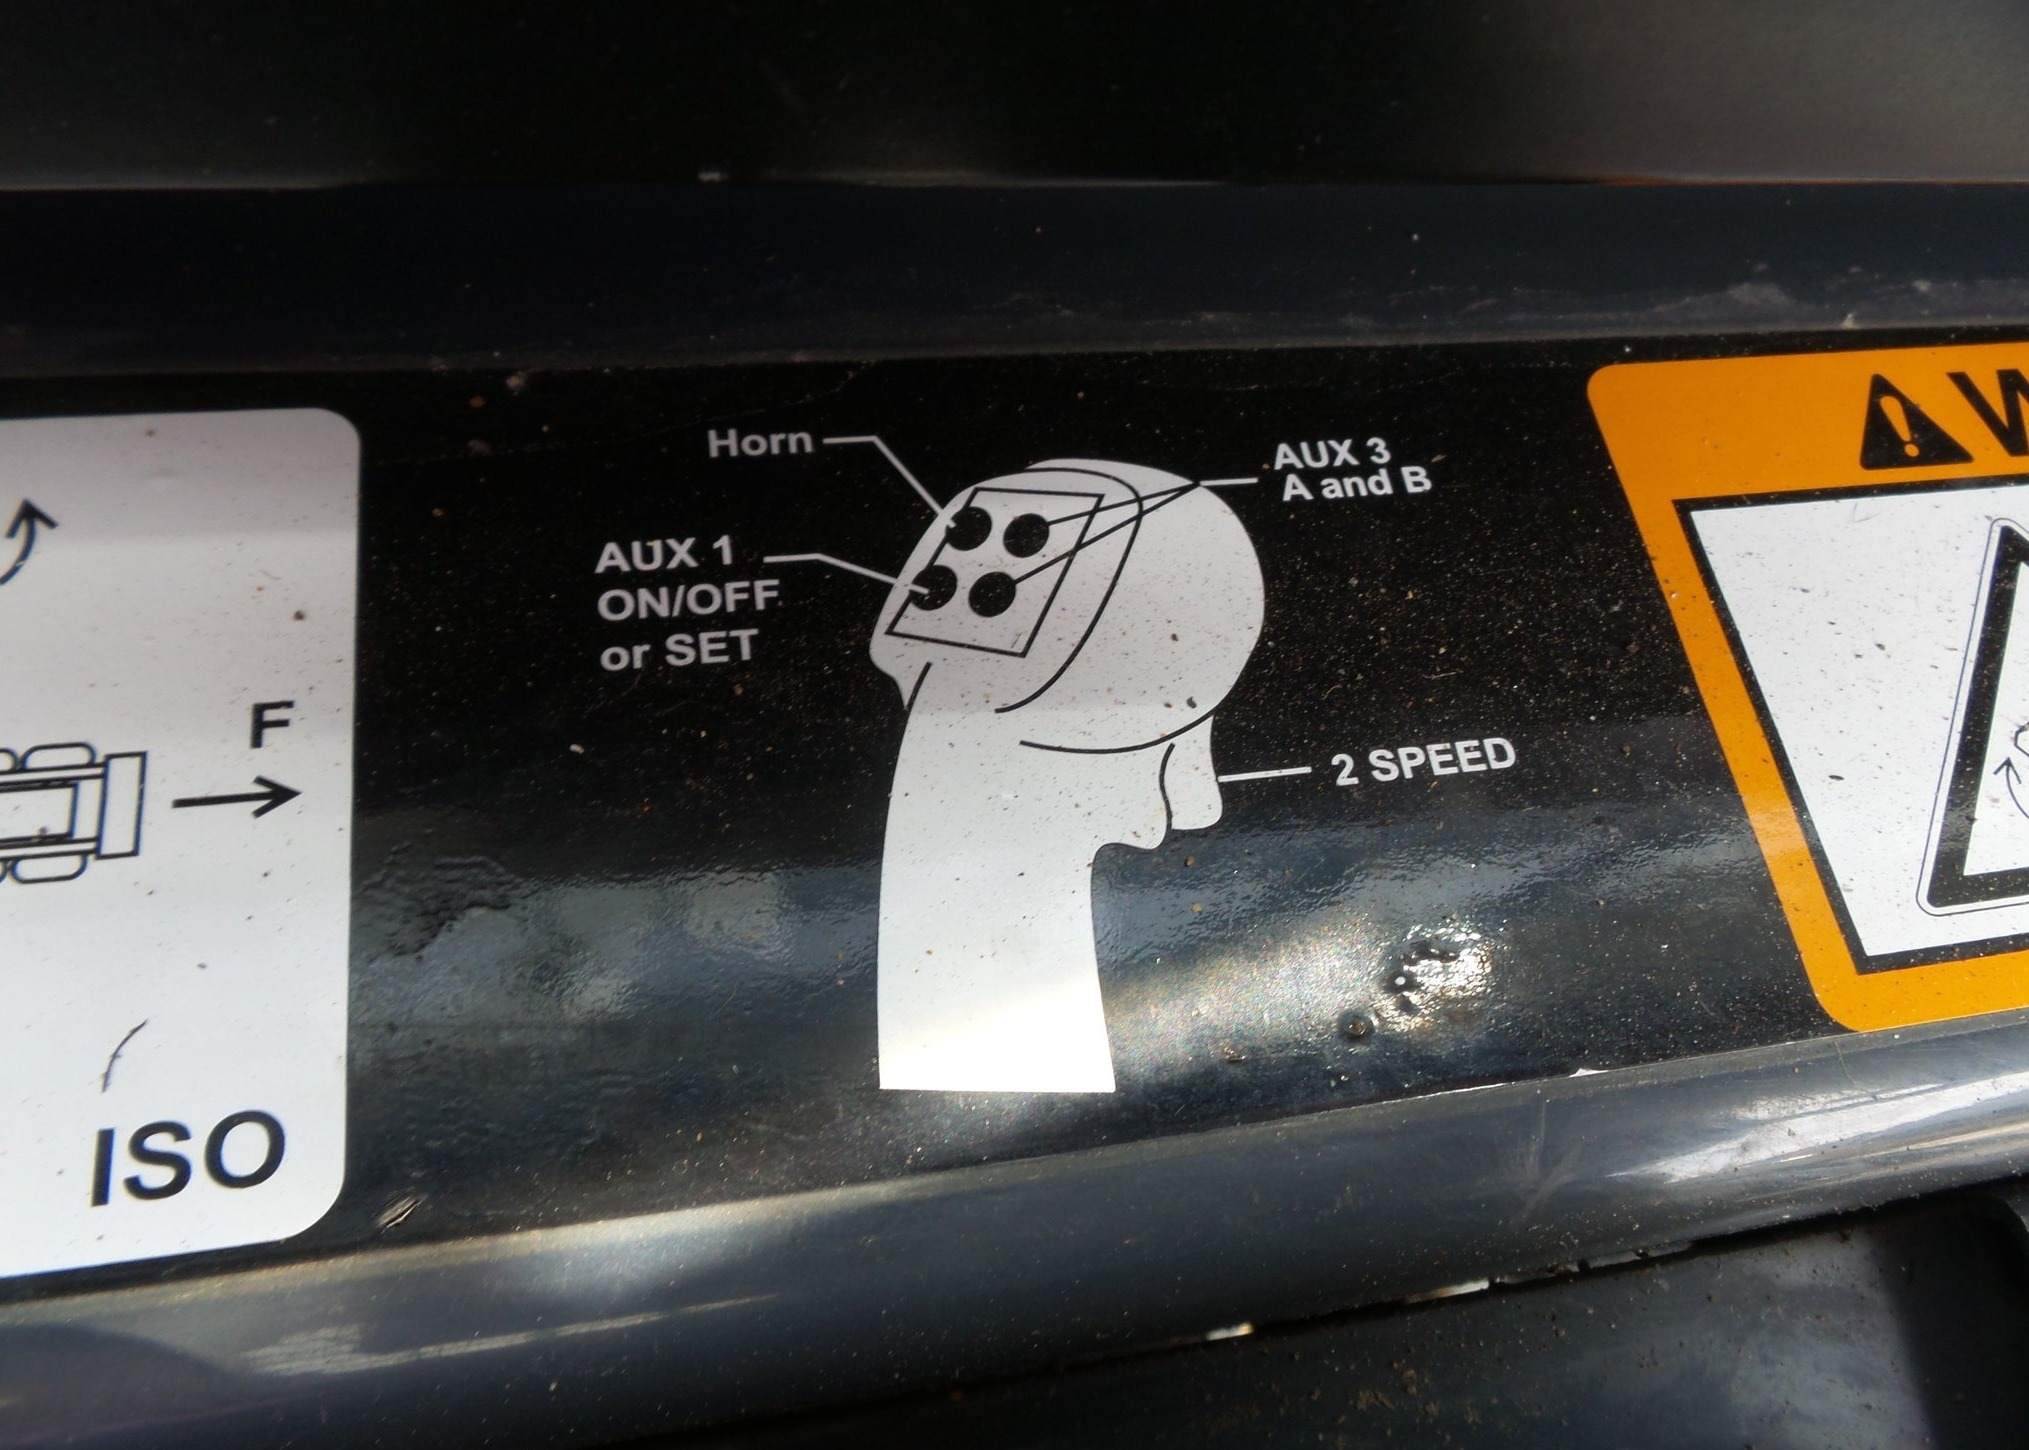 Horn
AUX 3
A and B
AUX 1
ON/OFF
or SET
F
2 SPEED
ISO